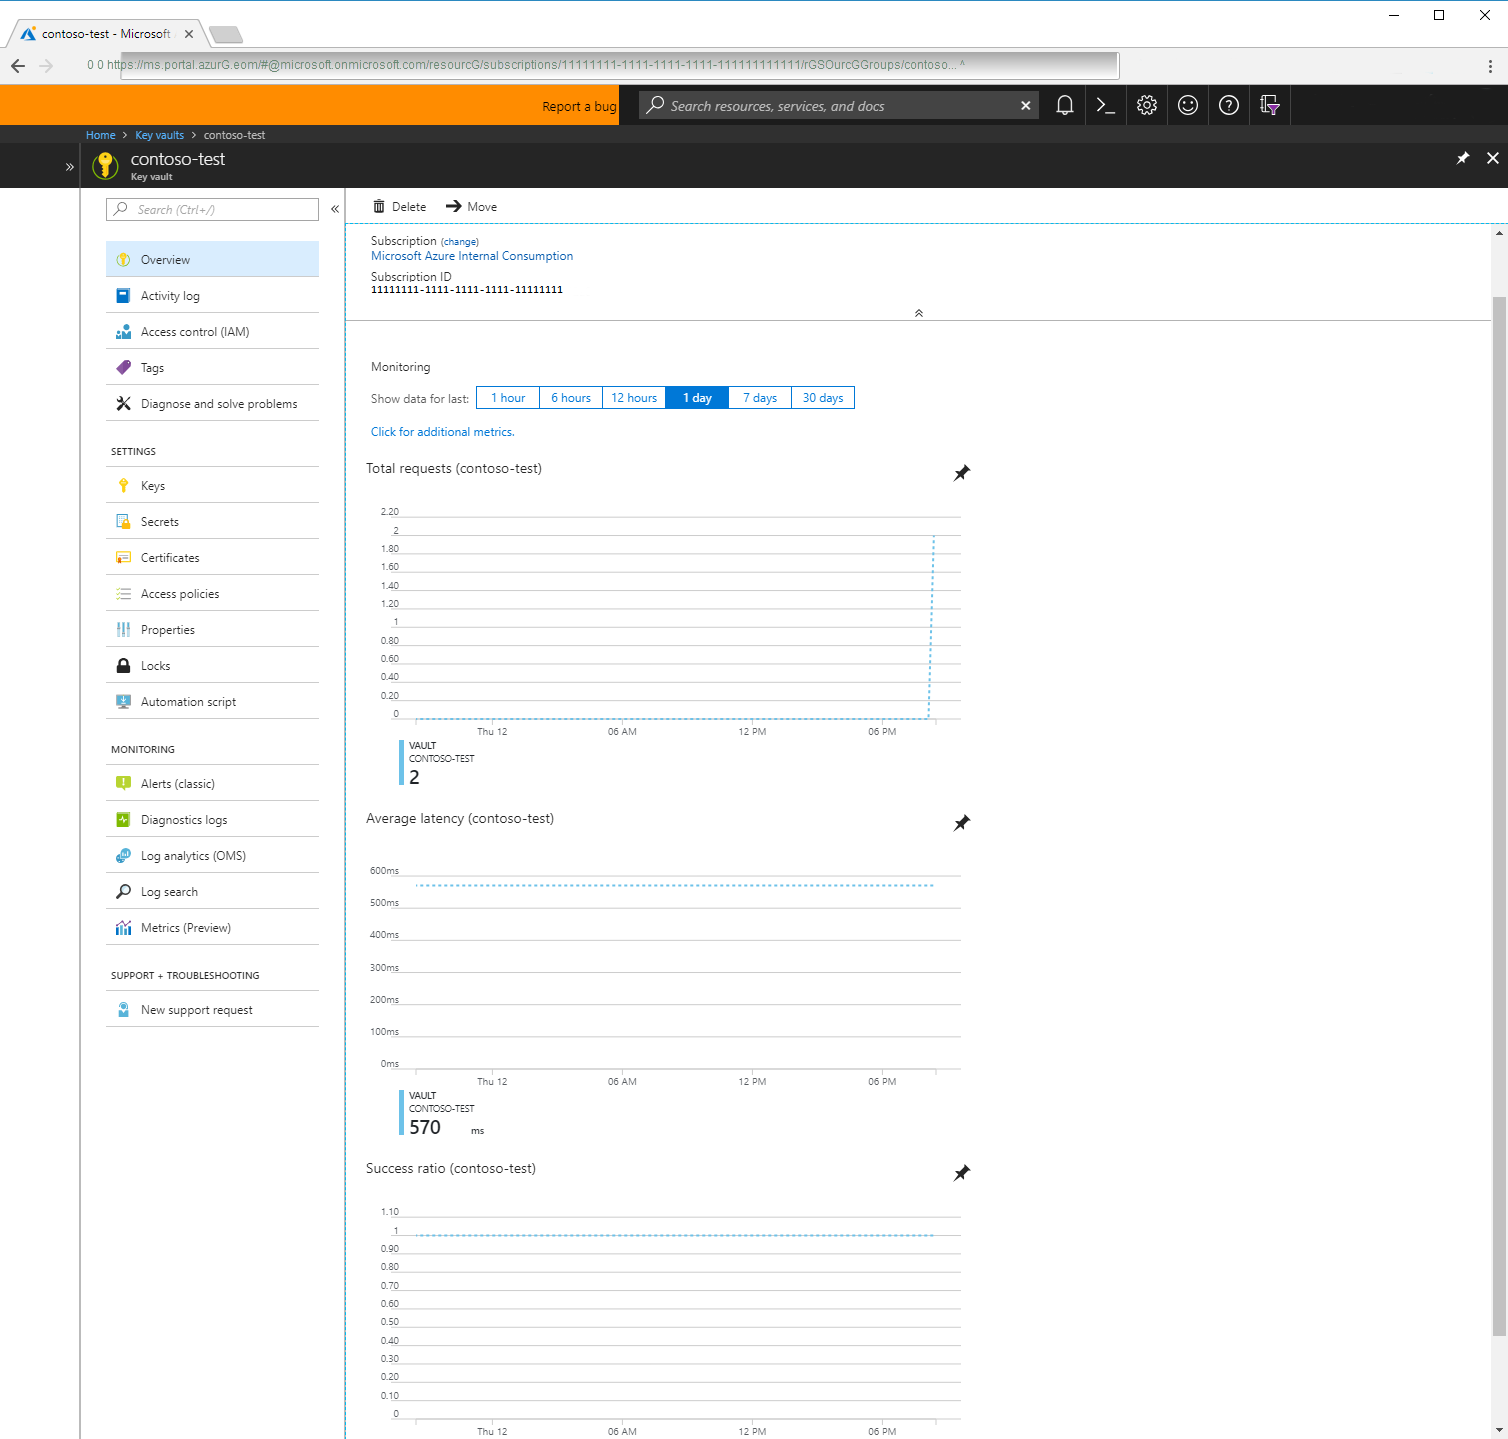 contoso-test - Microsoft
0 0 https://ms.portal.azurG.eom/#@microsoft.onmicrosoft.com/resourcG/subscriptions/11111111-1111-1111-1111-111111111111/rGSOurcGGroups/contoso... ^
Report a bug
Search resources, services, and docs
Home > Key vaults > contoso-test
contoso-test
Key vault
Search (Ctrl+/)
Overview
Activity log
Access control (IAM)
Tags
Diagnose and solve problems
SETTINGS
Keys
Secrets
Certificates
Access policies
Properties
Locks
Automation script
MONITORING
Alerts (classic)
Diagnostics logs
Log analytics (OMS)
Log search
Metrics (Preview)
SUPPORT + TROUBLESHOOTING
New support request
Delete Move
Subscription (change)
Microsoft Azure Internal Consumption
Subscription ID
11111111-1111-1111-1111-11111111
Monitoring
Show data for last: 1 hour 6 hours 12 hours 1 day 7 days 30 days
Click for additional metrics.
Total requests (contoso-test)
2.20
2
1.80
1.60
1.40
1.20
1
0.80
0.60
0.40
0.20
0
Thu 12 06 AM 12 PM 06 PM
VAULT
CONTOSO-TEST
2
Average latency (contoso-test)
600ms
500ms
400ms
300ms
200ms
100ms
0ms
Thu 12 06 AM 12 PM 06 PM
VAULT
CONTOSO-TEST
570 ms
Success ratio (contoso-test)
1.10
1
0.90
0.80
0.70
0.60
0.50
0.40
0.30
0.20
0.10
0
Thu 12 06 AM 12 PM 06 PM